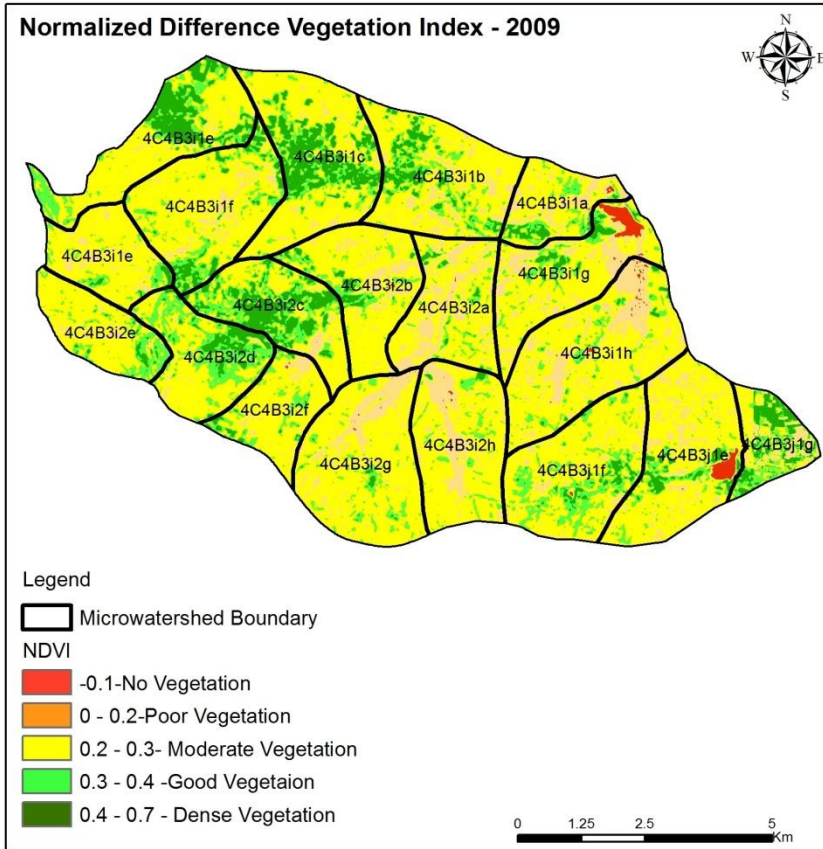 Normalized Difference Vegetation Index - 2009
N
W E
S
4C4B3i1e
4C4B3i1c
4C4B3i1b
4C4B3i1a
4C4B3i1f
4C4B3i1e
4C4B3i1g
4C4B3i2b
4C4B3i2a
4C4B3i2c
4C4B3i2e
4C4B3i2d
4C4B3i1h
4C4B3i2f
4C4B3i2h
4C4B3i2g
4C4B3j1f
4C4B3j1e
4C4B3j1g
Legend
Microwatershed Boundary
NDVI
-0.1-No Vegetation
0 - 0.2-Poor Vegetation
0.2 - 0.3- Moderate Vegetation
0.3 - 0.4 -Good Vegetaion
0.4 - 0.7 - Dense Vegetation
0 1.25 2.5 5
Km